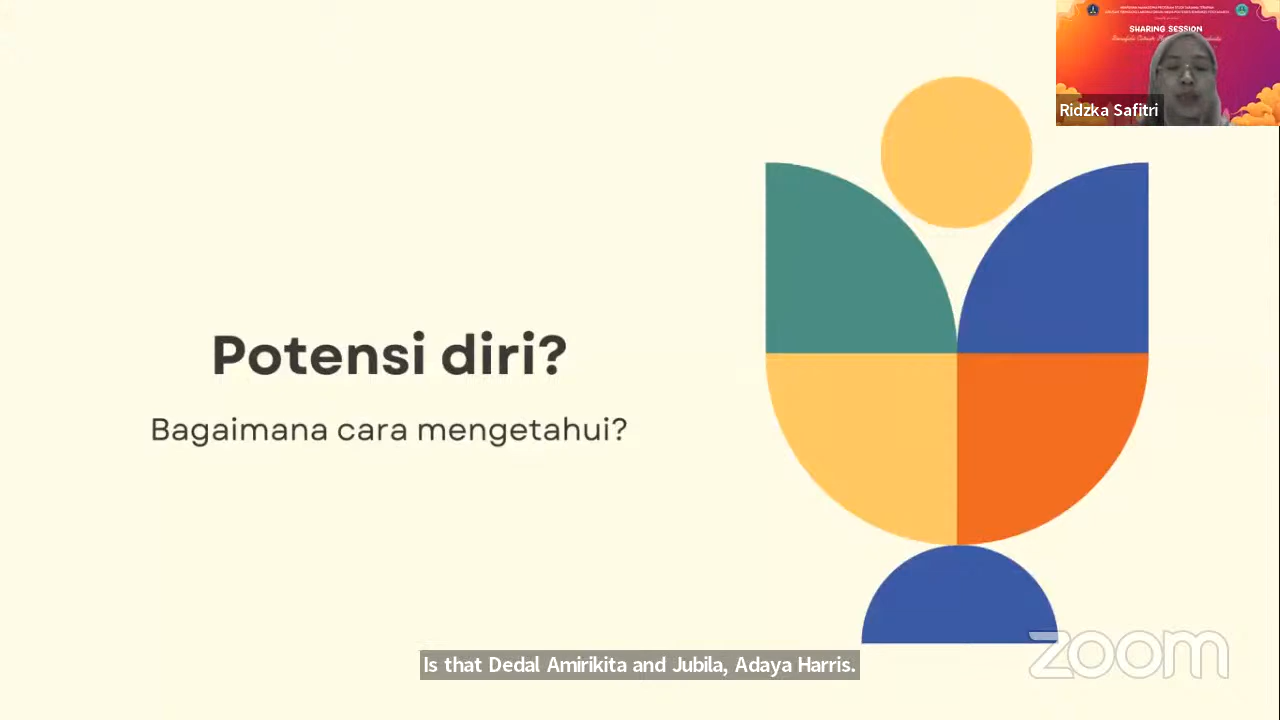 SHARING SESSION
Ridzka Safitri
Potensi diri?
Bagaimana cara mengetahui?
Is that Dedal Amirikita and Jubila, Adaya Harris.
zoom